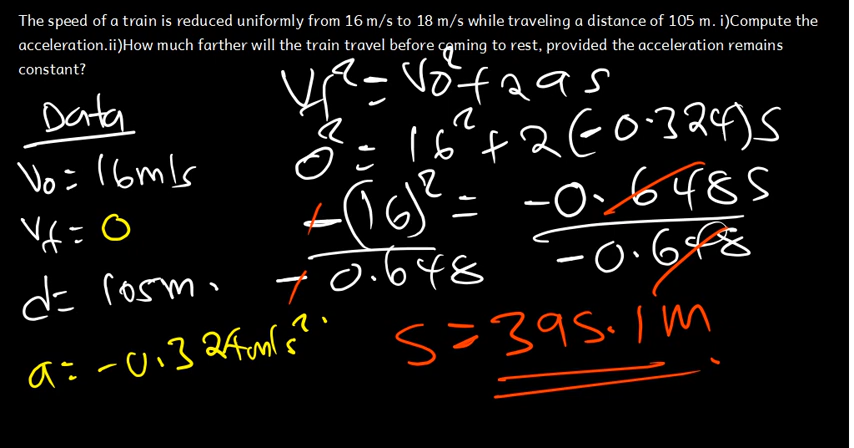 The speed of a train is reduced uniformly from 16 m/s to 18 m/s while traveling a distance of 105 m. i)Compute the
acceleration.ii)How much farther will the train travel before coming to rest, provided the acceleration remains
constant?
Vf² = Vo² + 2as
Data
0² = 16² + 2(-0.324)S
Vo = 16m/s
-(16)² = -0.648S
Vf = 0
-0.648 -0.648
d = 105m.
S = 395.1m.
a = -0.324m/s².